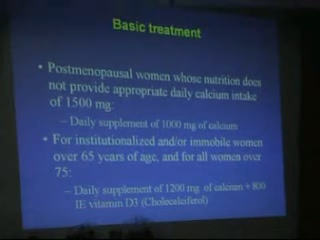 Basic treatment
• Postmenopausal women whose nutrition does
not provide appropriate daily calcium intake
of 1500 mg:
– Daily supplement of 1000 mg of calcium
• For institutionalized and/or immobile women
over 65 years of age, and for all women over
75:
– Daily supplement of 1200 mg of calcium + 800
IE vitamin D3 (Cholecalciferol)